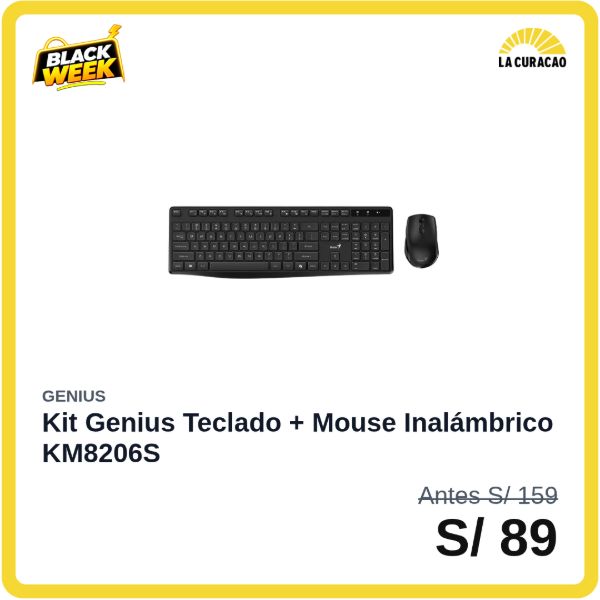 BLACK
WEEK
LA CURACAO
GENIUS
Kit Genius Teclado + Mouse Inalámbrico
KM8206S
Antes S/ 159
S/ 89